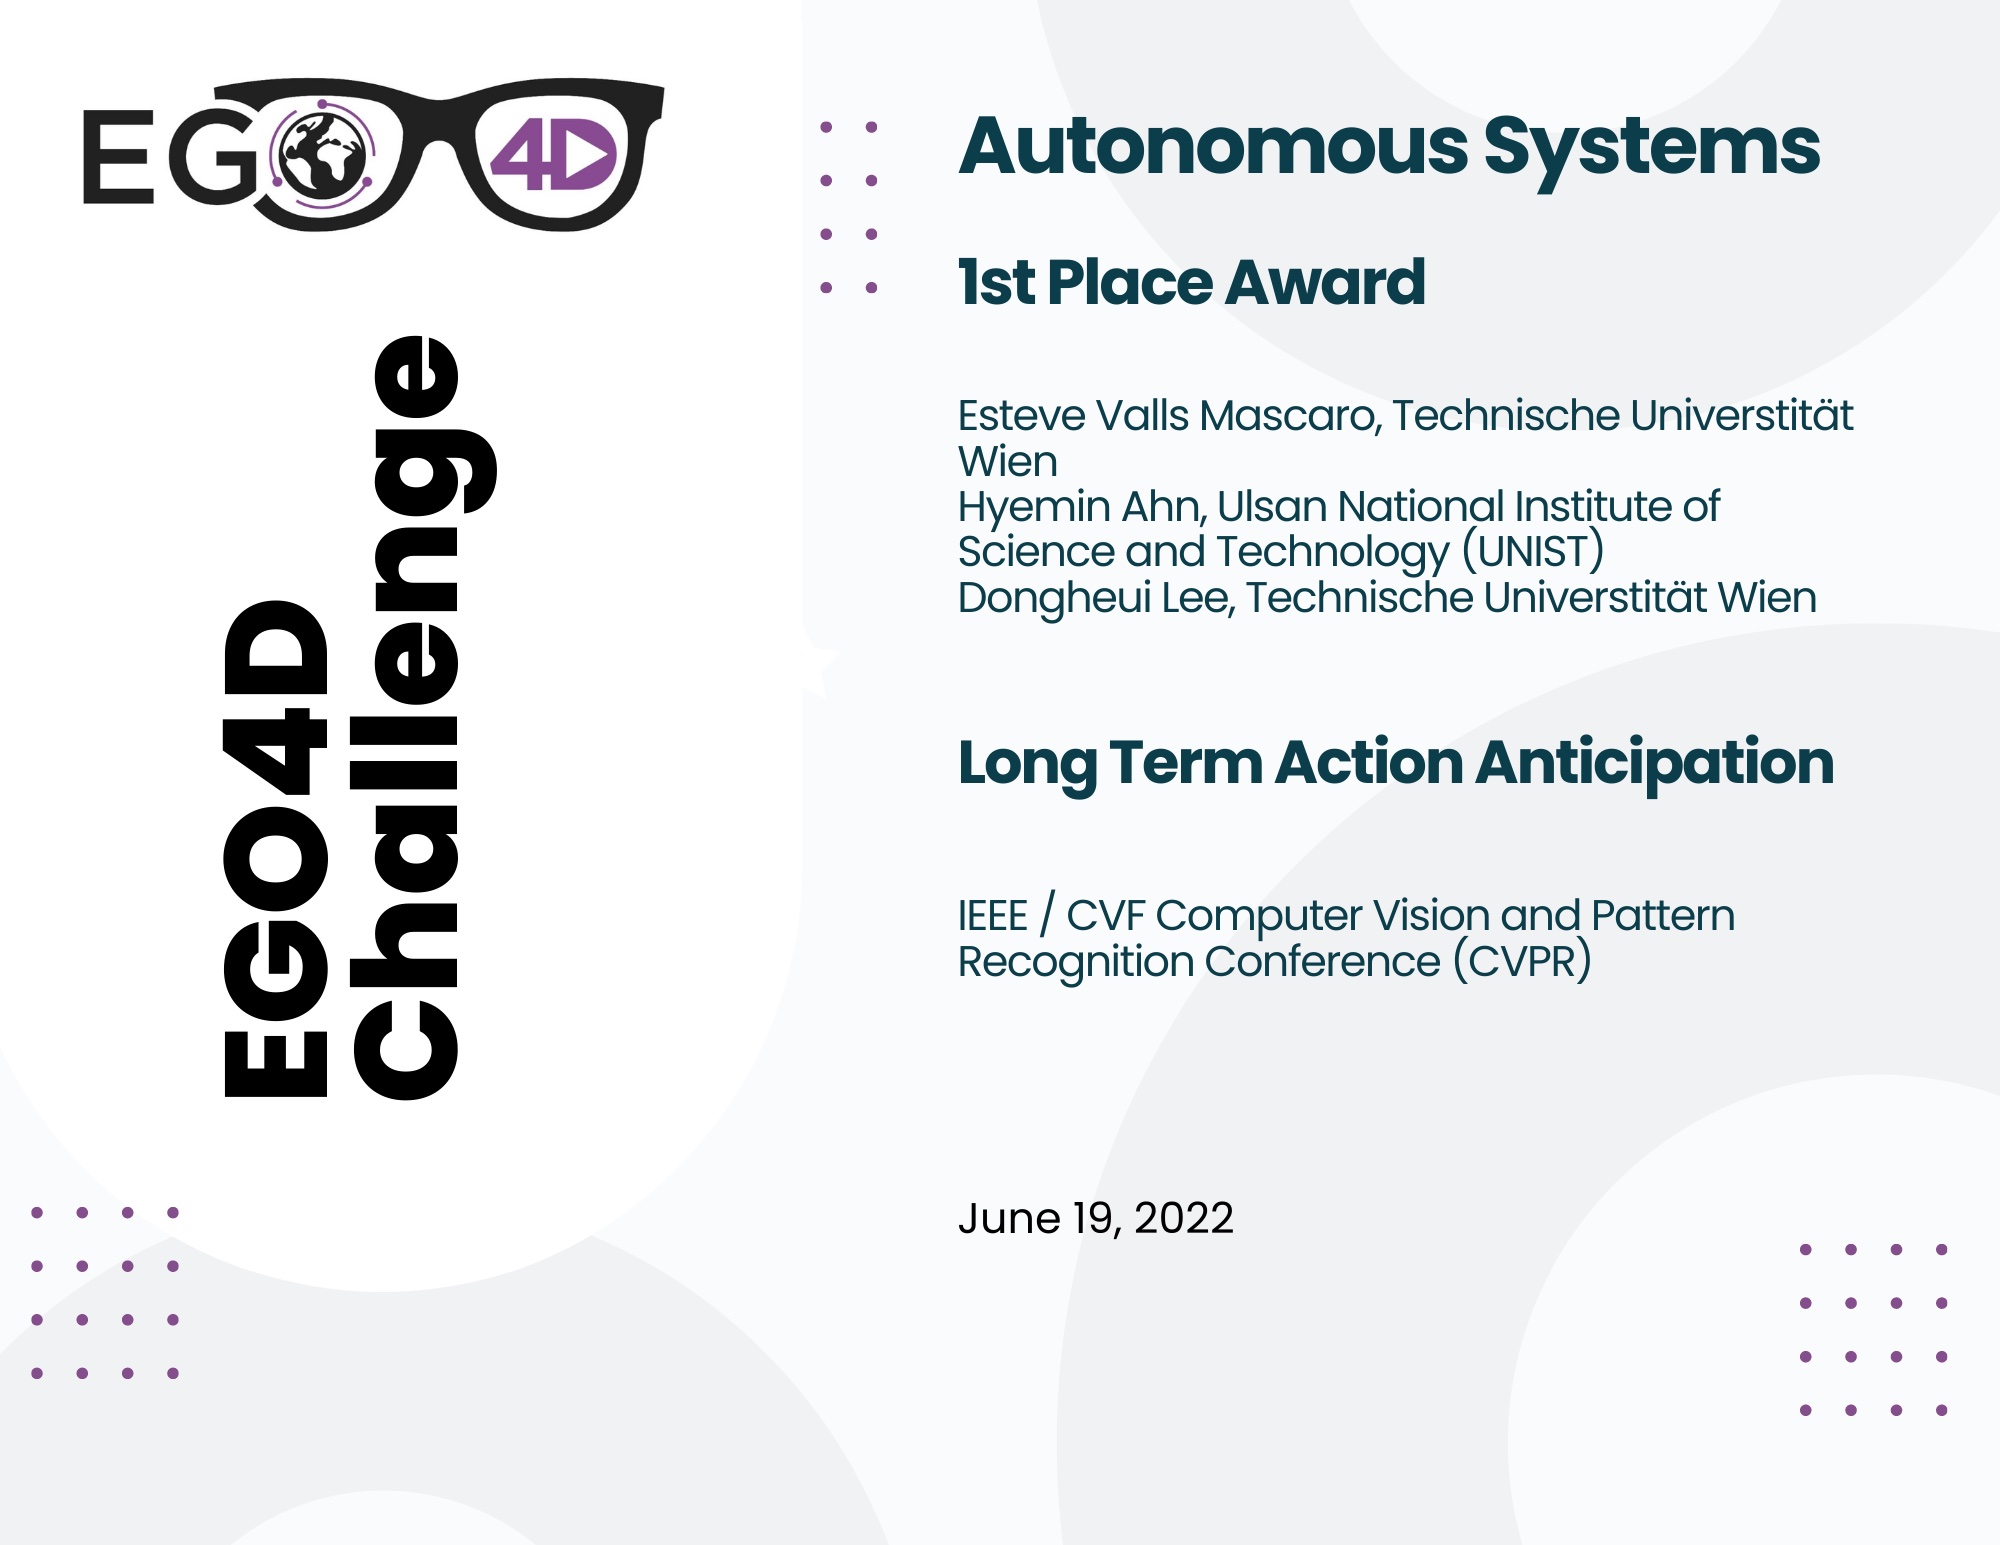 EGO4D
EGO4D
Challenge
Autonomous Systems
1st Place Award
Esteve Valls Mascaro, Technische Universtität
Wien
Hyemin Ahn, Ulsan National Institute of
Science and Technology (UNIST)
Dongheui Lee, Technische Universtität Wien
Long Term Action Anticipation
IEEE / CVF Computer Vision and Pattern
Recognition Conference (CVPR)
June 19, 2022